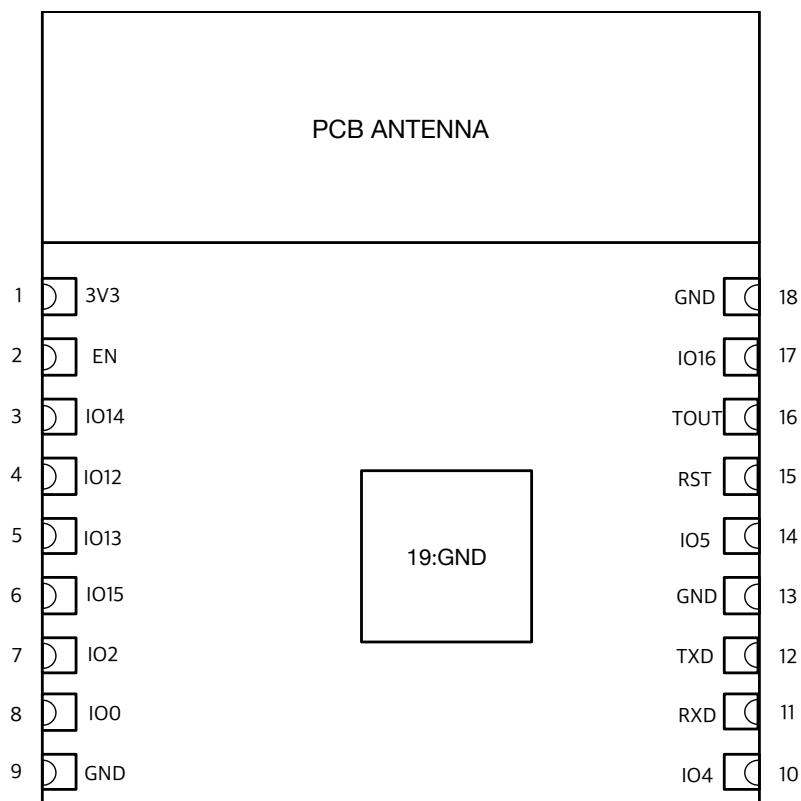 PCB ANTENNA
1 3V3 GND 18
2 EN IO16 17
3 IO14 TOUT 16
4 IO12 RST 15
5 IO13 IO5 14
19:GND
6 IO15 GND 13
7 IO2 TXD 12
8 IO0 RXD 11
9 GND IO4 10